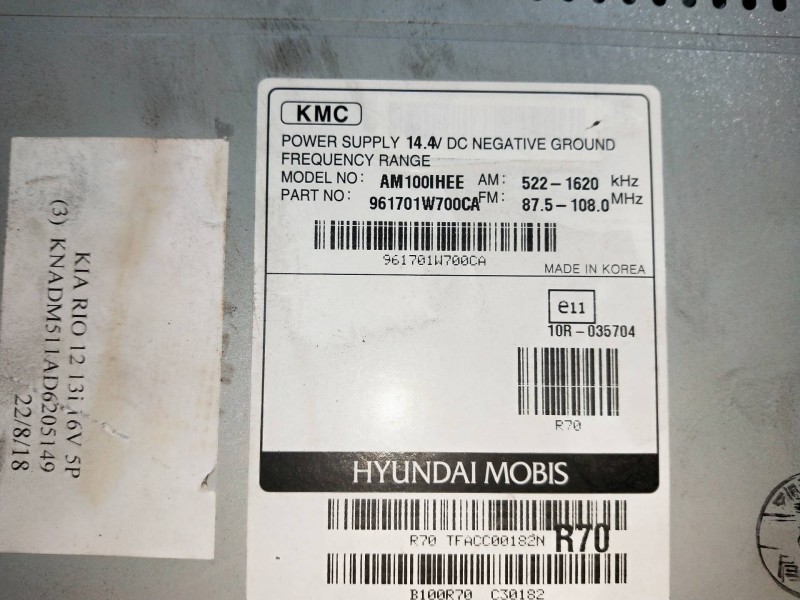 KMC
POWER SUPPLY 14.4V DC NEGATIVE GROUND
FREQUENCY RANGE
MODEL NO: AM100IHEE AM: 522-1620 kHz
PART NO: 961701W700CA FM: 87.5-108.0 MHz
961701W700CA
MADE IN KOREA
e11
10R-035704
R70
HYUNDAI MOBIS
R70 TFACC00182N R70
B100R70 C30182
KIA RIO 12 1.3i 16V 5P
(3) KNADM511AD6205149
22/8/18